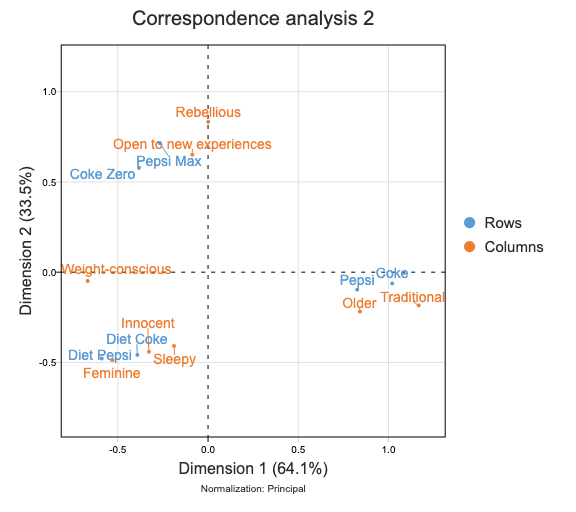 Correspondence analysis 2
1.0
Rebellious
Open to new experiences
Pepsi Max
Coke Zero
0.5
Dimension 2 (33.5%)
Rows
Columns
Weight-conscious
0.0
Coke
Pepsi
Traditional
Older
Innocent
Diet Coke
Diet Pepsi
Sleepy
-0.5
Feminine
-0.5 0.0 0.5 1.0
Dimension 1 (64.1%)
Normalization: Principal